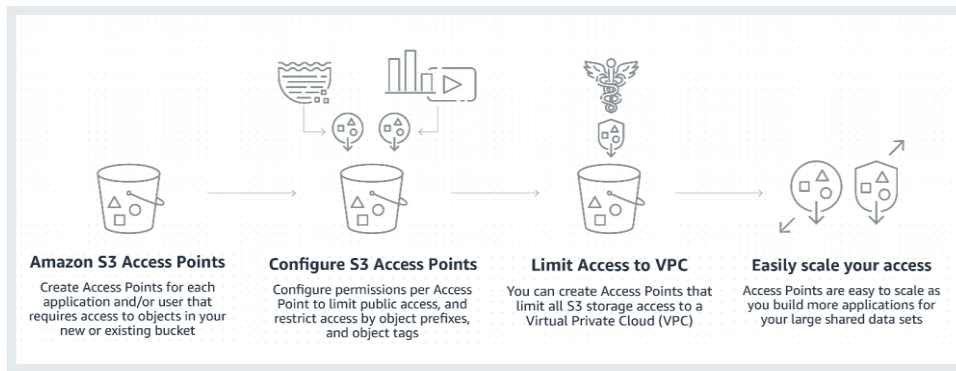 Amazon S3 Access Points
Create Access Points for each
application and/or user that
requires access to objects in your
new or existing bucket
Configure S3 Access Points
Configure permissions per Access
Point to limit public access, and
restrict access by object prefixes,
and object tags
Limit Access to VPC
You can create Access Points that
limit all S3 storage access to a
Virtual Private Cloud (VPC)
Easily scale your access
Access Points are easy to scale as
you build more applications for
your large shared data sets